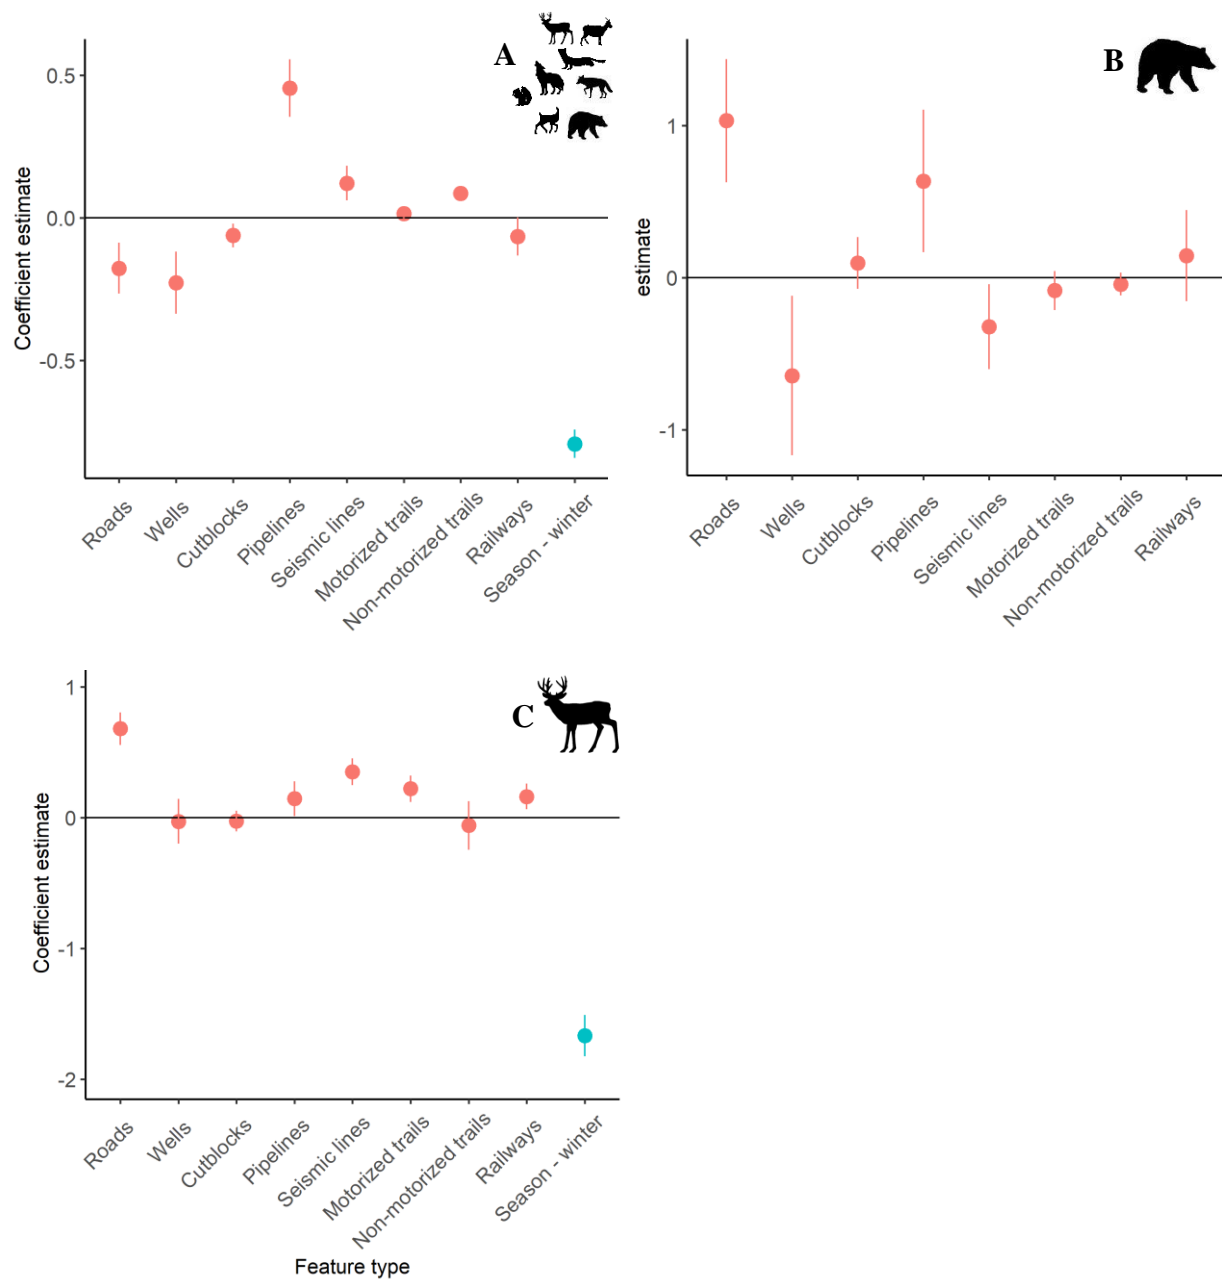 A
0.5
0.0
-0.5
Coefficient estimate
Roads
Wells
Cutblocks
Pipelines
Seismic lines
Motorized trails
Non-motorized trails
Railways
Season - winter
B
1
0
-1
estimate
Roads
Wells
Cutblocks
Pipelines
Seismic lines
Motorized trails
Non-motorized trails
Railways
C
1
0
-1
-2
Coefficient estimate
Roads
Wells
Cutblocks
Pipelines
Seismic lines
Motorized trails
Non-motorized trails
Railways
Season - winter
Feature type